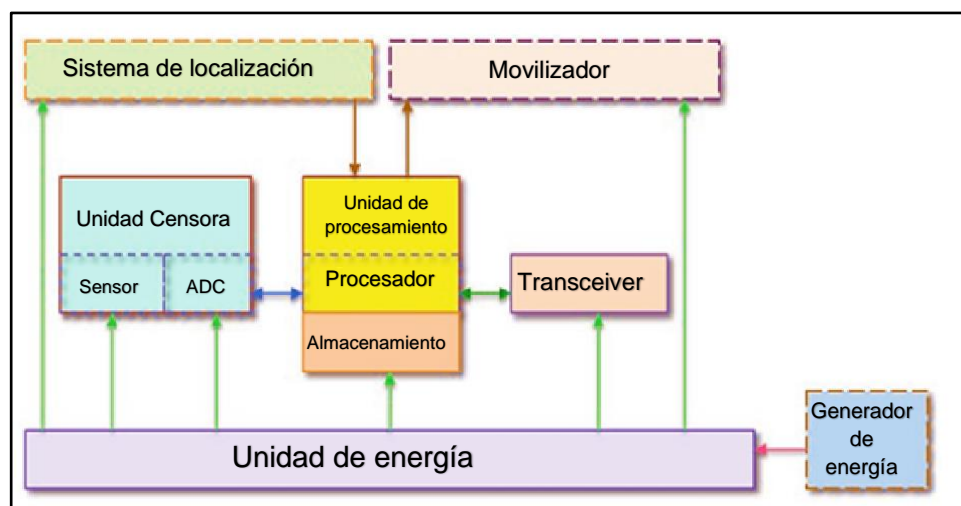 Sistema de localización
Movilizador
Unidad Censora
Unidad de
procesamiento
Sensor
ADC
Procesador
Transceiver
Almacenamiento
Generador
de
energía
Unidad de energía